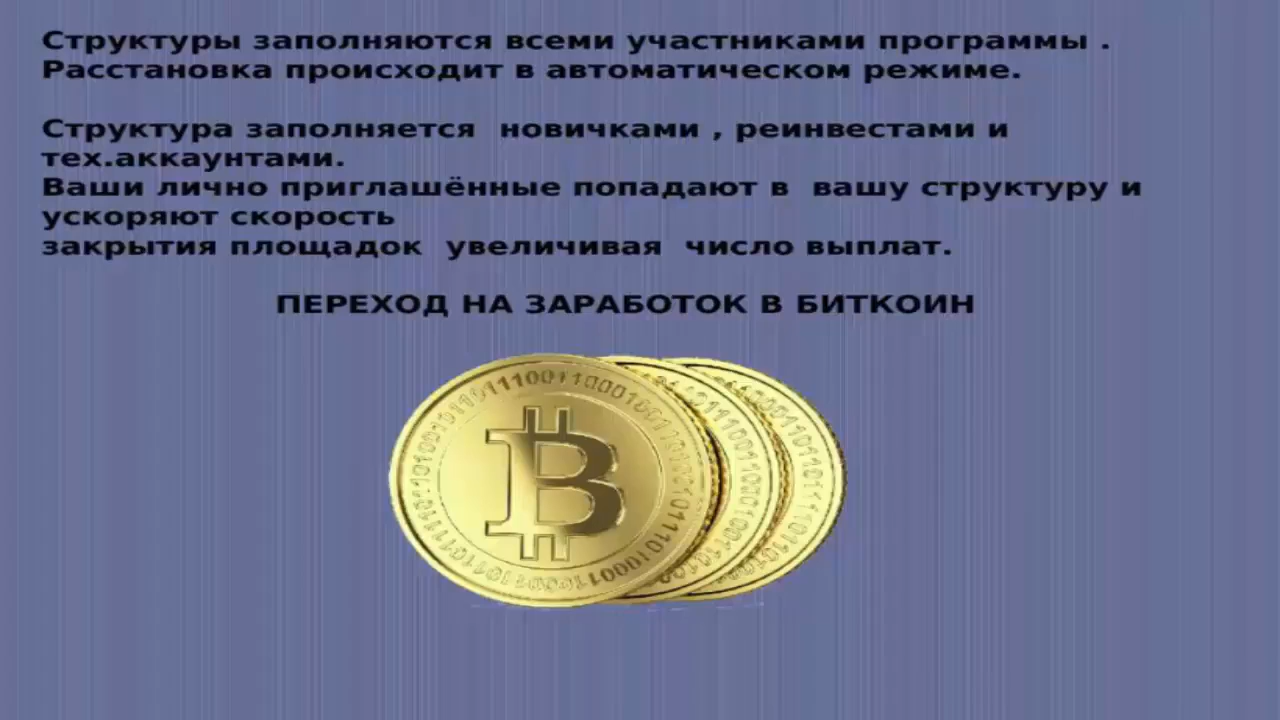 Структуры заполняются всеми участниками программы .
Расстановка происходит в автоматическом режиме.
Структура заполняется  новичками , реинвестами и
тех.аккаунтами.
Ваши лично приглашённые попадают в  вашу структуру и
ускоряют скорость
закрытия площадок  увеличивая  число выплат.
ПЕРЕХОД НА ЗАРАБОТОК В БИТКОИН